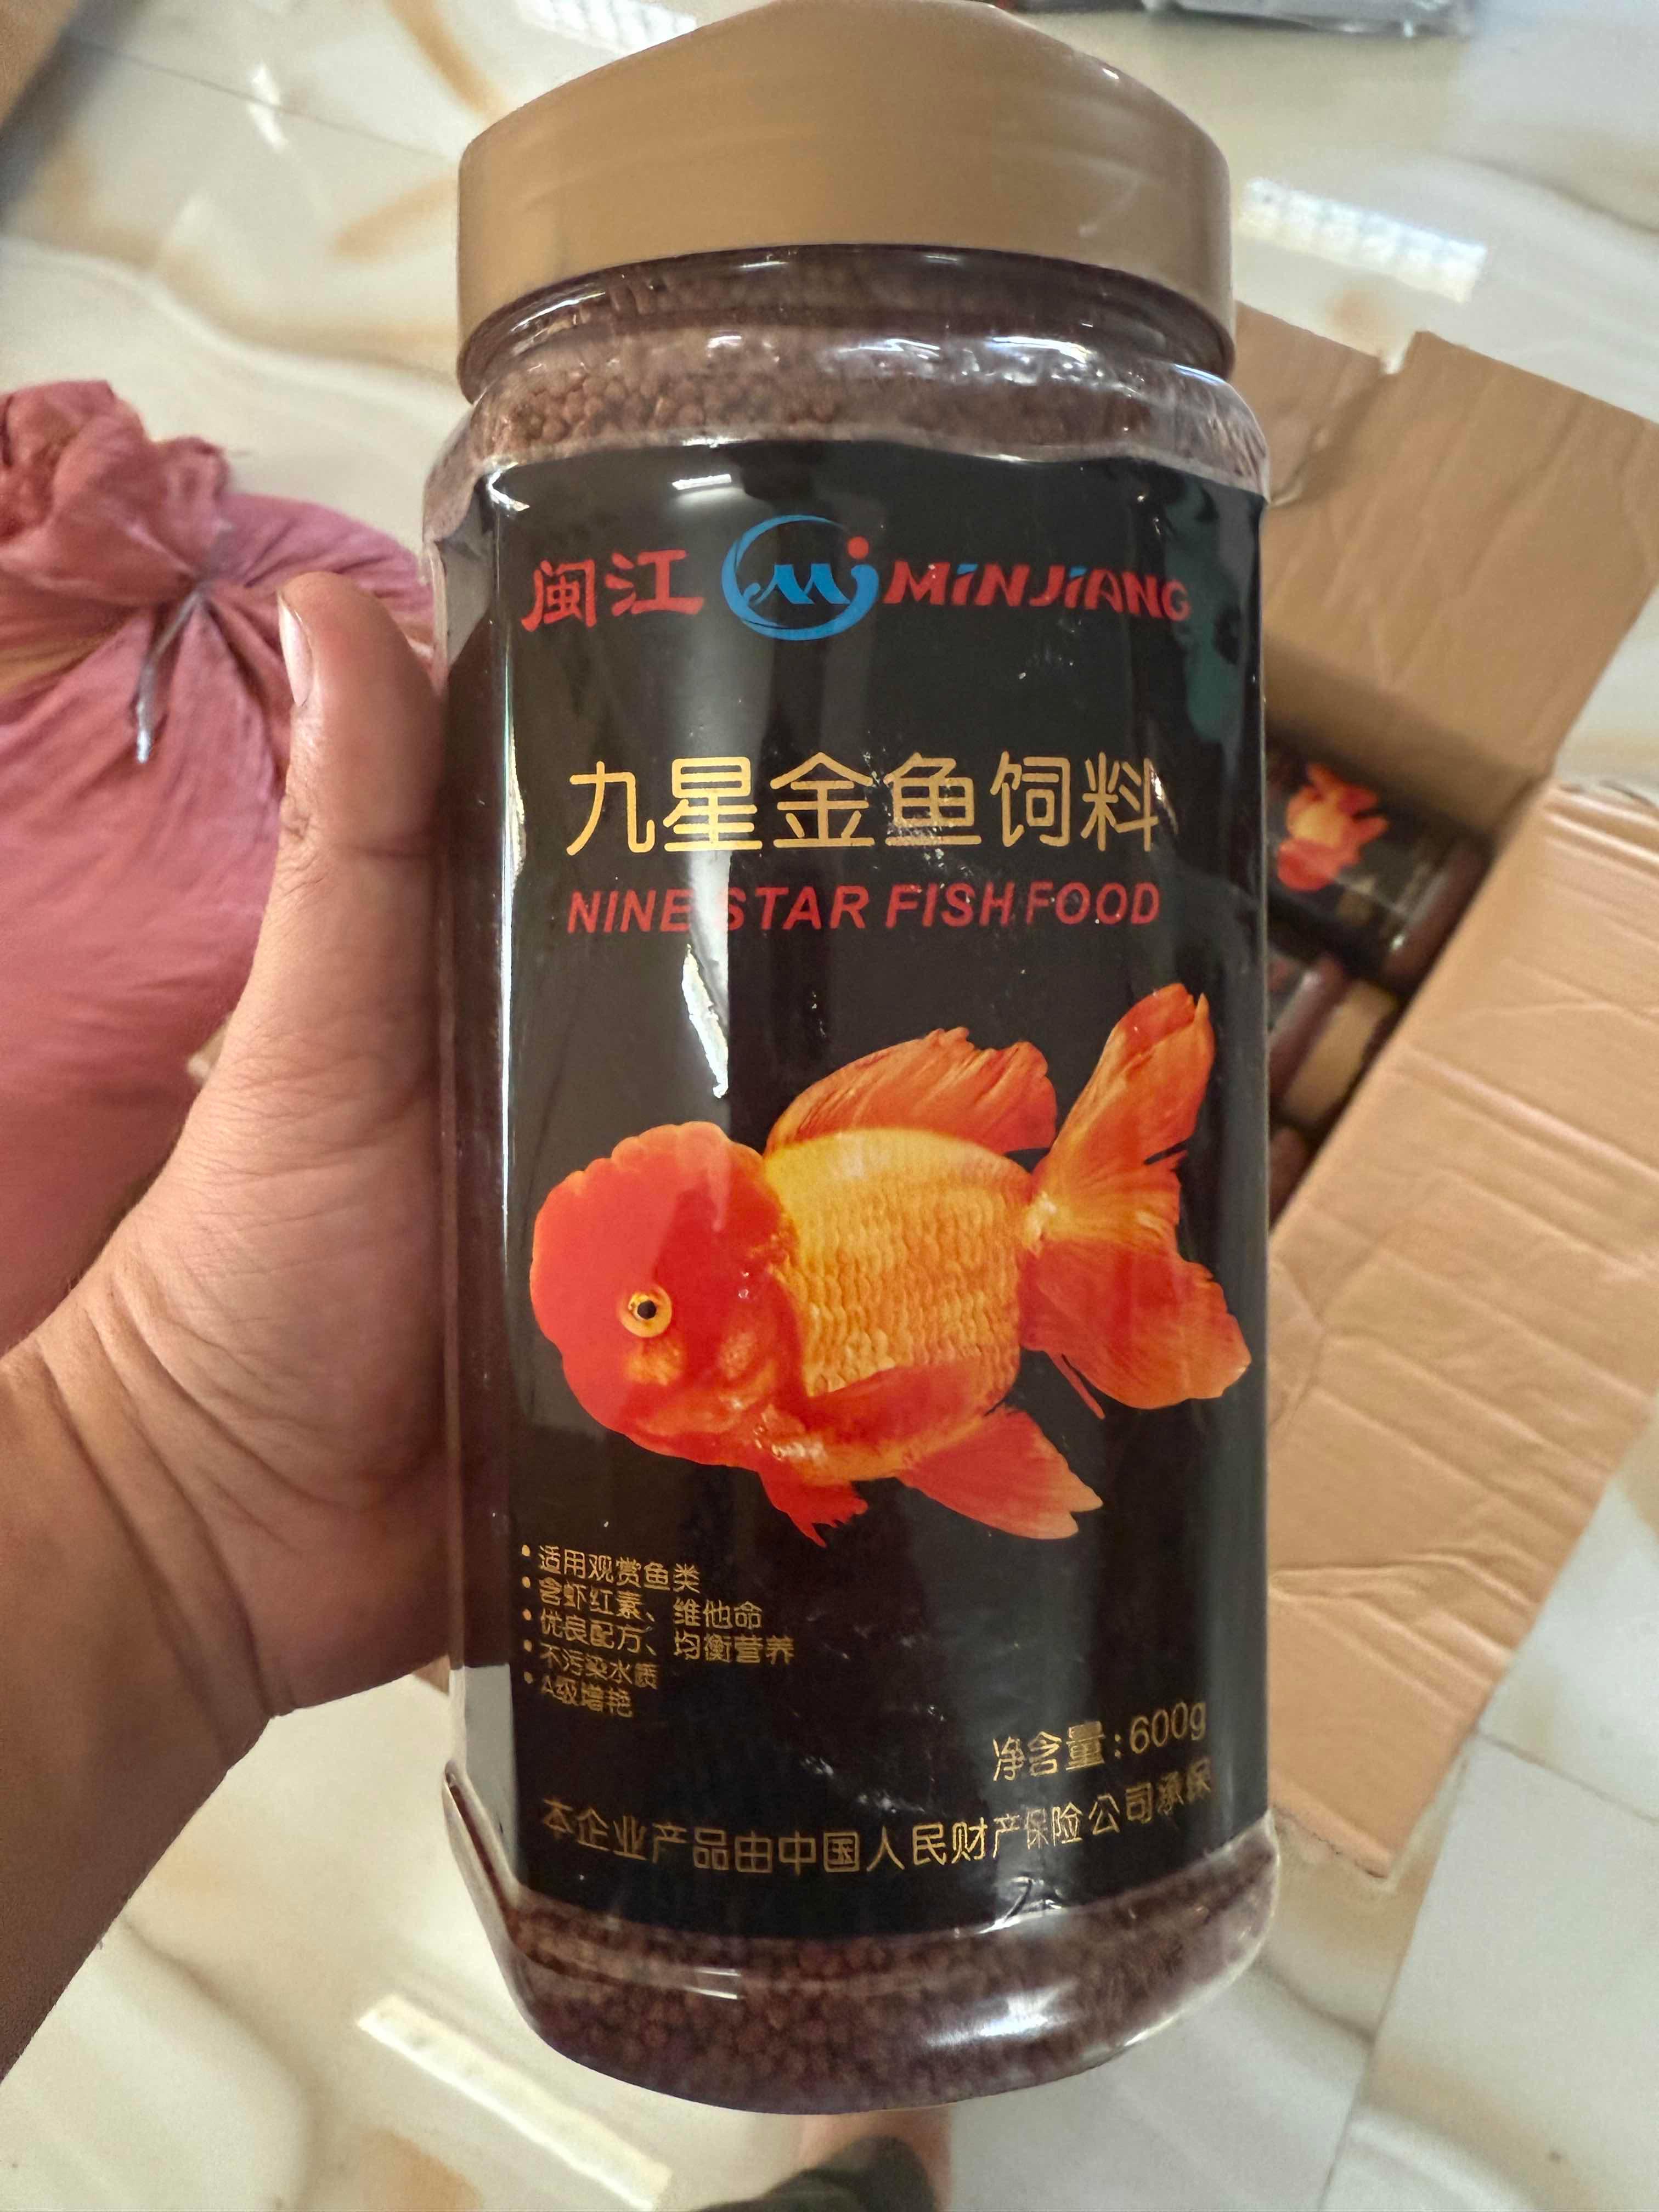 闽江 MINJIANG
九星金鱼饲料
NINE STAR FISH FOOD
• 适用观赏鱼类
• 含虾红素、维他命
• 优良配方、均衡营养
• 不污染水质
• A级增艳
净含量:600g
本企业产品由中国人民财产保险公司承保